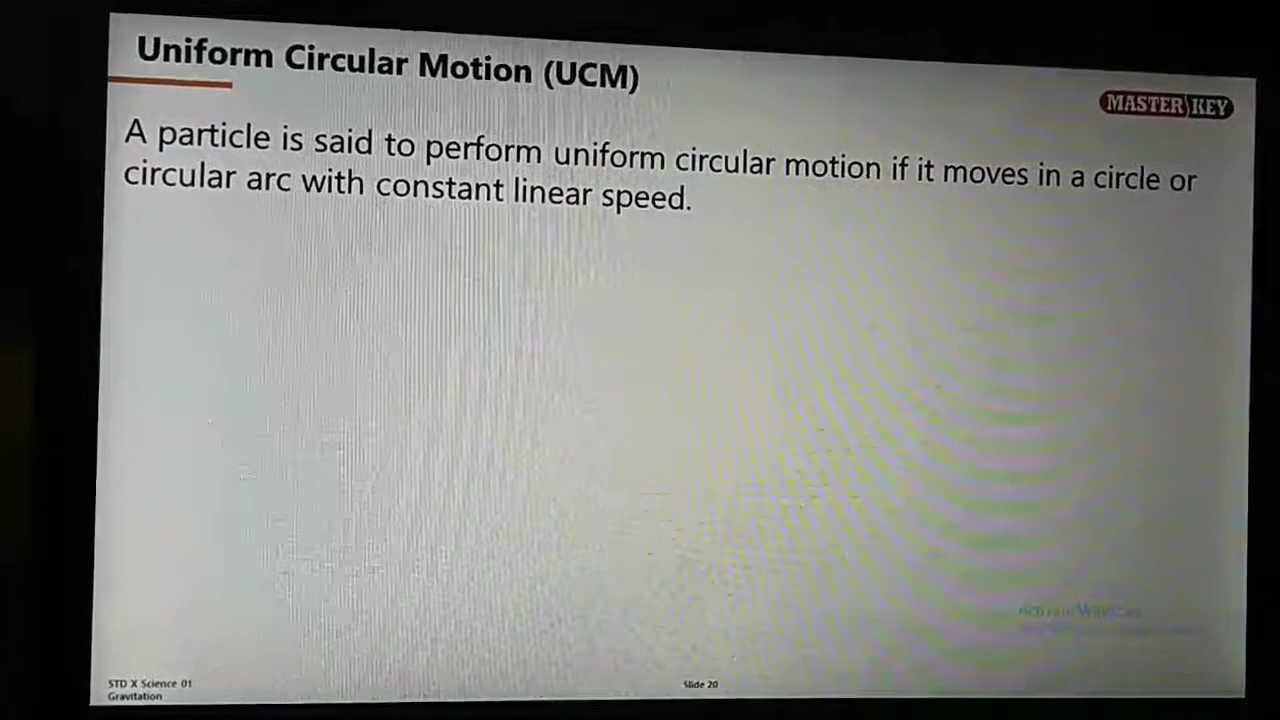 Uniform Circular Motion (UCM)
MASTER KEY
A particle is said to perform uniform circular motion if it moves in a circle or
circular arc with constant linear speed.
STD X Science 01
Gravitation
Slide 20